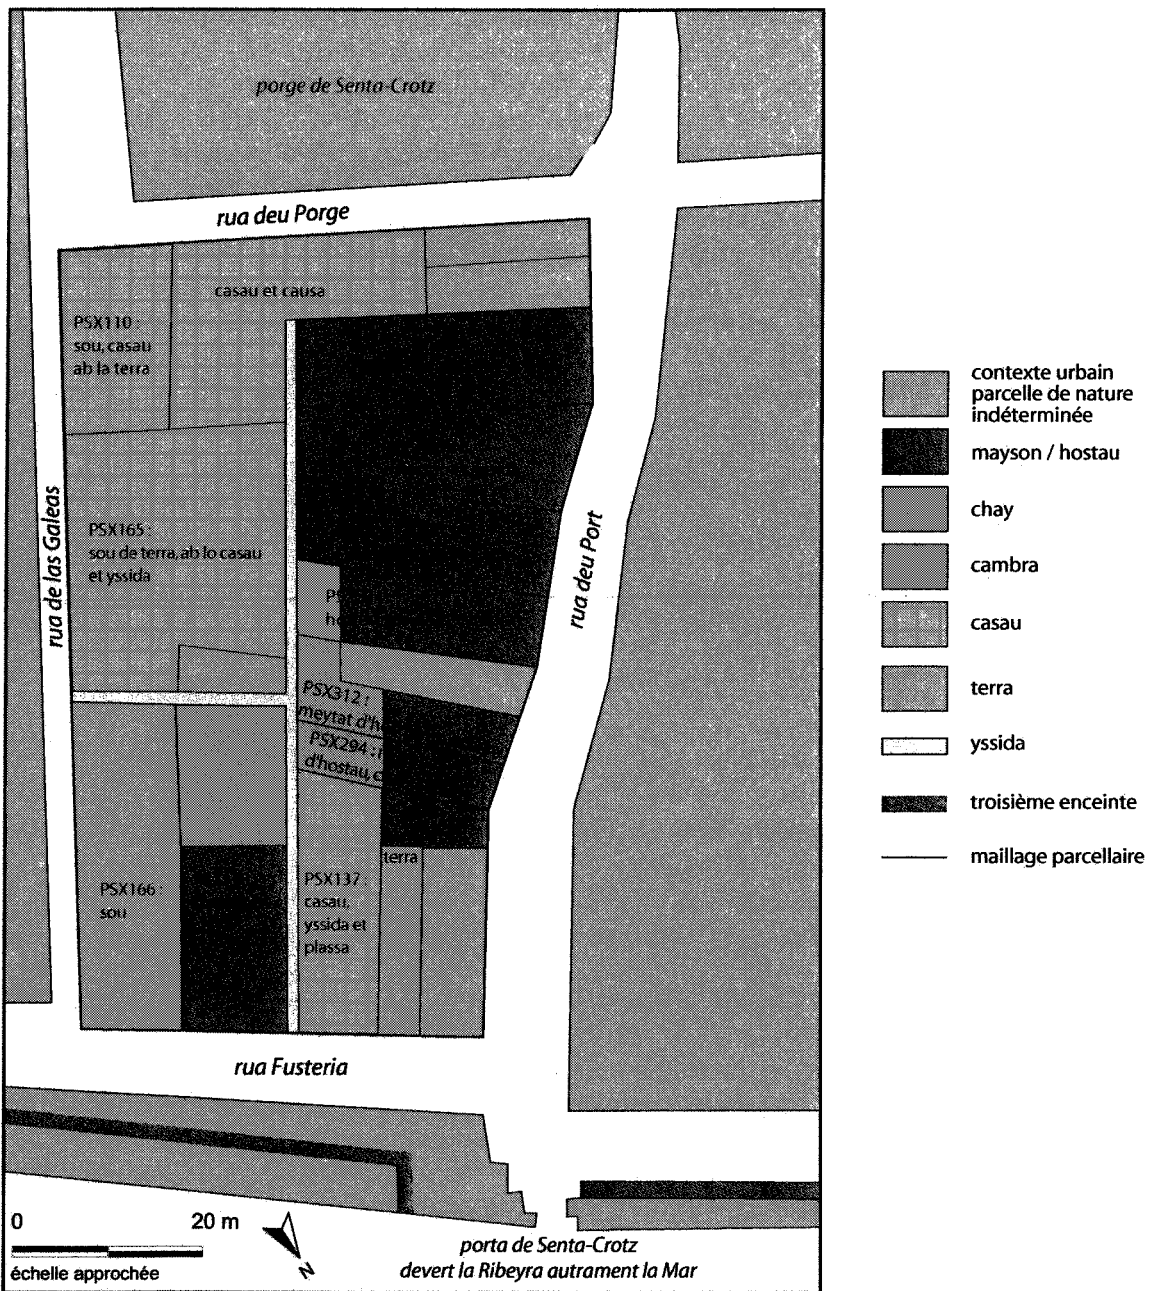 porge de Senta-Crotz
rua deu Porge
casau et causa
PSX110 :
sou, casau
ab la terra
rua de las Galeas
PSX165 :
sou de terra, ab lo casau
et yssida
rua deu Port
PSX312 :
meytat d'h
PSX294 :
d'hostau,
terra
PSX166 :
sou
PSX137 :
casau,
yssida et
plassa
rua Fusteria
0 20 m
échelle approchée
N
porta de Senta-Crotz
devert la Ribeyra autrament la Mar
contexte urbain
parcelle de nature
indéterminée
mayson / hostau
chay
cambra
casau
terra
yssida
troisième enceinte
maillage parcellaire